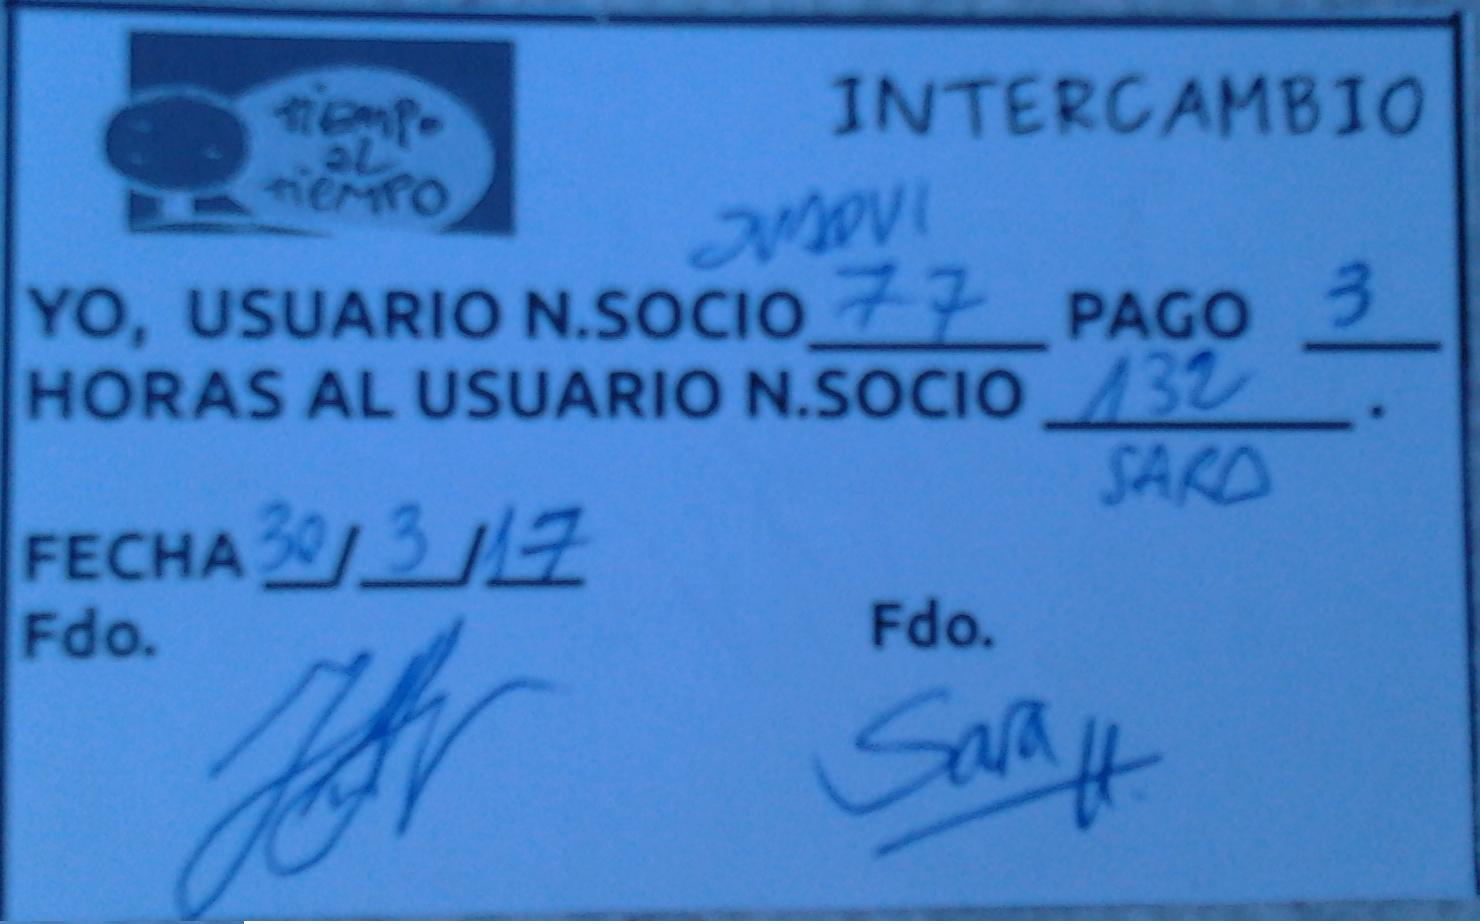 tiempo
al
tiempo
INTERCAMBIO
YO, USUARIO N.SOCIO 77 PAGO 3
HORAS AL USUARIO N.SOCIO 132.
SARA
FECHA 30/3/17
Fdo. Fdo.
Sara H.